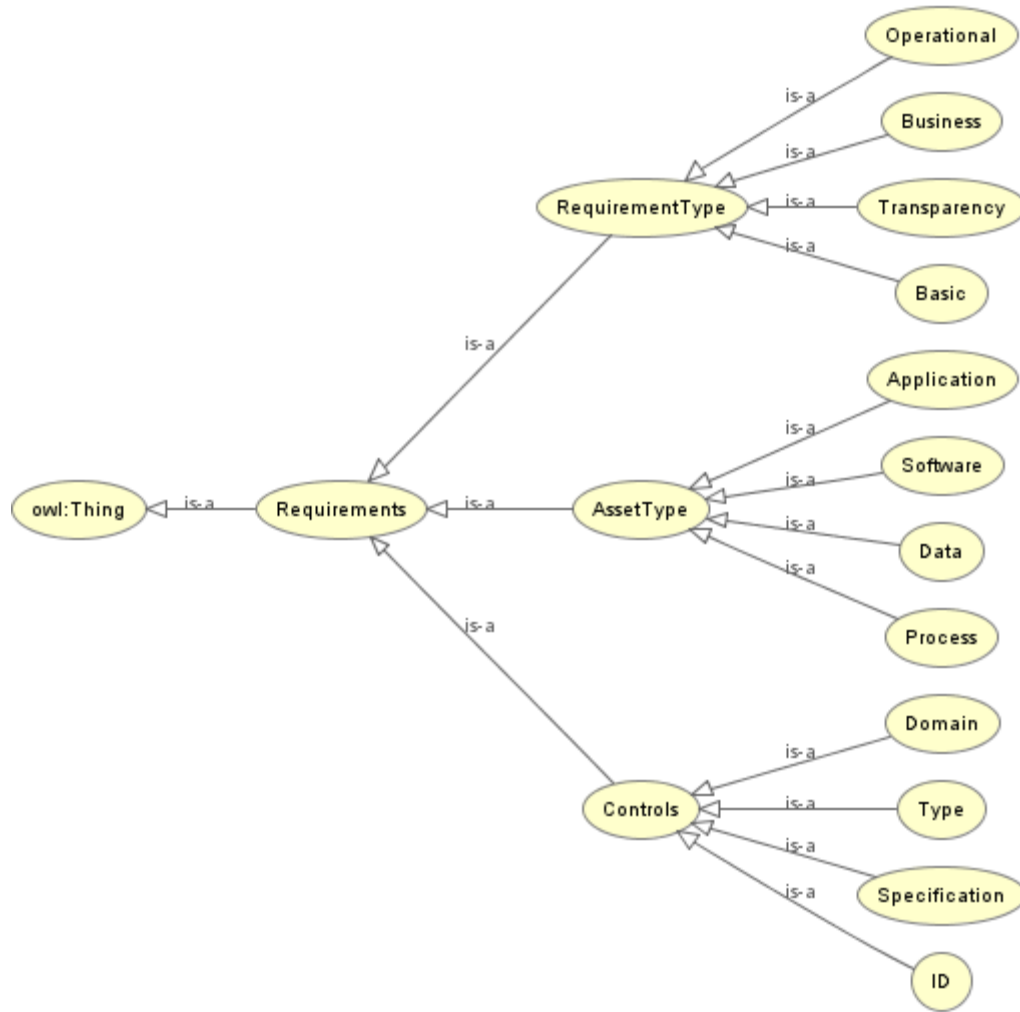 Operational
is-a
Business
is-a
RequirementType
is-a
Transparency
is-a
Basic
is-a
Application
is-a
Software
is-a
owl:Thing
is-a
Requirements
is-a
AssetType
is-a
Data
is-a
Process
is-a
Domain
is-a
Controls
is-a
Type
is-a
Specification
is-a
ID